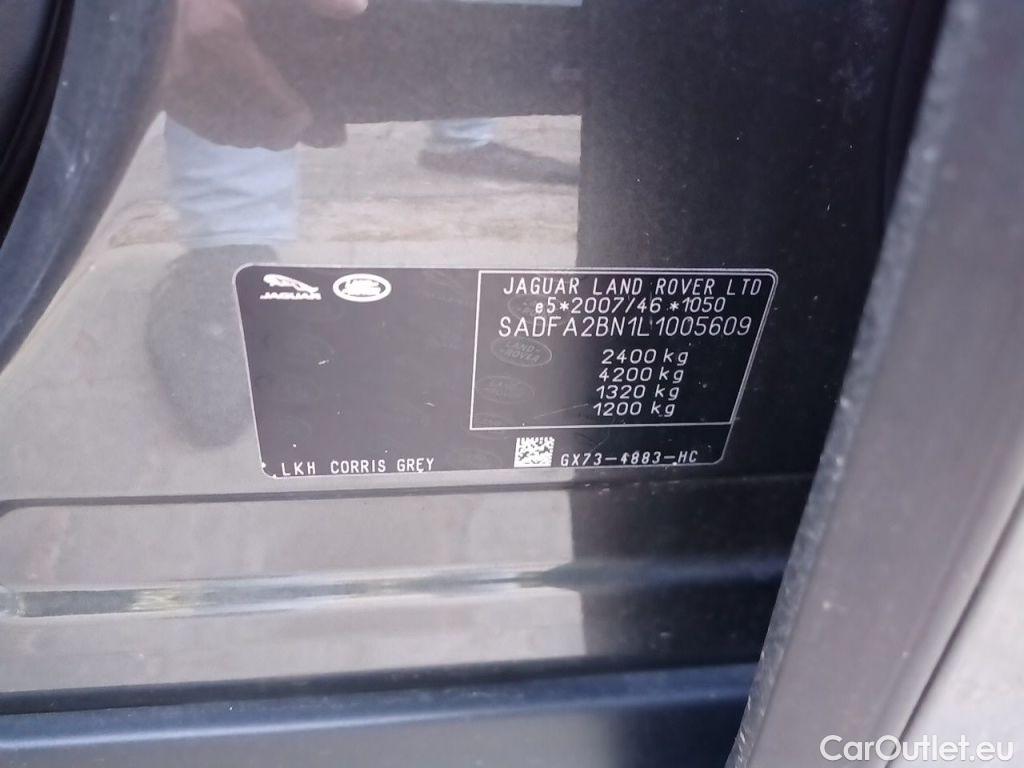 JAGUAR
JAGUAR LAND ROVER LTD
e5*2007/46 *1050
SADFA2BN1L1005609
LAND-
ROVER
2400 kg
4200 kg
1320 kg
1200 kg
LKH CORRIS GREY
GX73-4883-HC
CarOutlet.eu